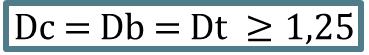 Dc = Db = Dt ≥ 1,25